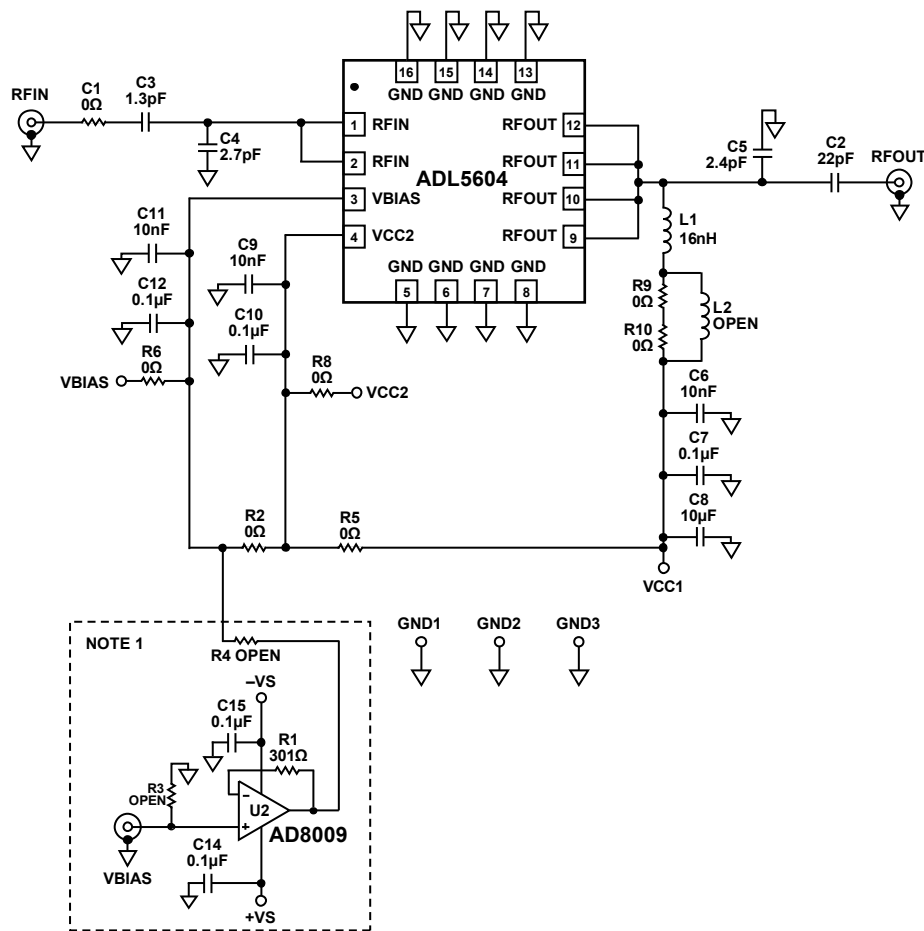 16 15 14 13
GND GND GND GND
RFIN
C1
0Ω
C3
1.3pF
C4
2.7pF
1 RFIN
2 RFIN
3 VBIAS
4 VCC2
ADL5604
RFOUT 12
RFOUT 11
RFOUT 10
RFOUT 9
GND GND GND GND
5 6 7 8
C5
2.4pF
C2
22pF
RFOUT
L1
16nH
R9
0Ω
R10
0Ω
L2
OPEN
C11
10nF
C12
0.1µF
R6
0Ω
VBIAS
C9
10nF
C10
0.1µF
R8
0Ω
VCC2
C6
10nF
C7
0.1µF
C8
10µF
R2
0Ω
R5
0Ω
VCC1
GND1 GND2 GND3
NOTE 1
R4 OPEN
–VS
C15
0.1µF
R1
301Ω
R3
OPEN
–
+
U2
AD8009
VBIAS
C14
0.1µF
+VS